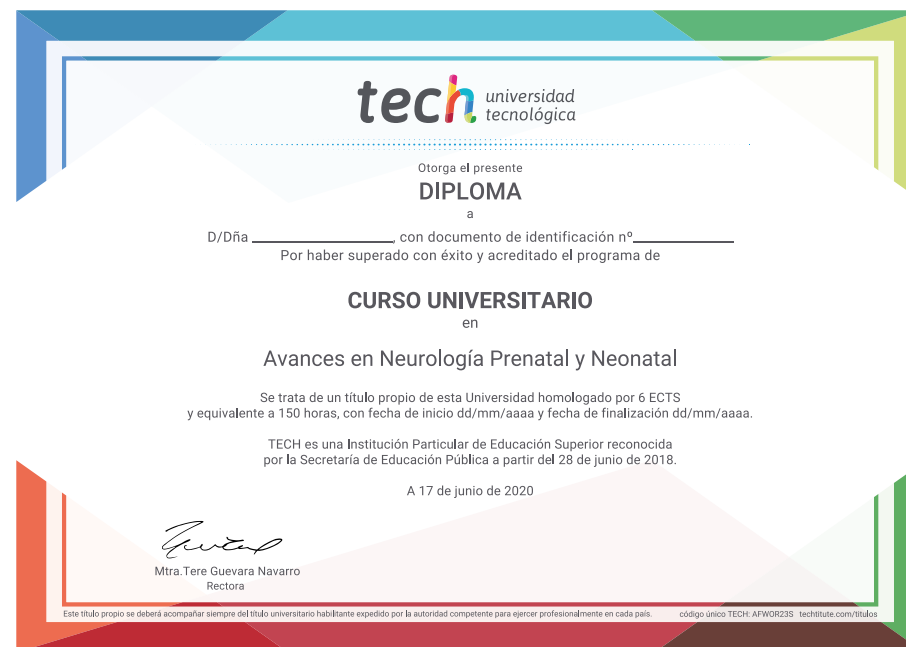 tech universidad
tecnológica
Otorga el presente
DIPLOMA
a
D/Dña ____________________, con documento de identificación nº______________
Por haber superado con éxito y acreditado el programa de
CURSO UNIVERSITARIO
en
Avances en Neurología Prenatal y Neonatal
Se trata de un título propio de esta Universidad homologado por 6 ECTS
y equivalente a 150 horas, con fecha de inicio dd/mm/aaaa y fecha de finalización dd/mm/aaaa.
TECH es una Institución Particular de Educación Superior reconocida
por la Secretaría de Educación Pública a partir del 28 de junio de 2018.
A 17 de junio de 2020
Mtra.Tere Guevara Navarro
Rectora
Este título propio se deberá acompañar siempre del título universitario habilitante expedido por la autoridad competente para ejercer profesionalmente en cada país. código único TECH: AFWOR23S techtitute.com/títulos